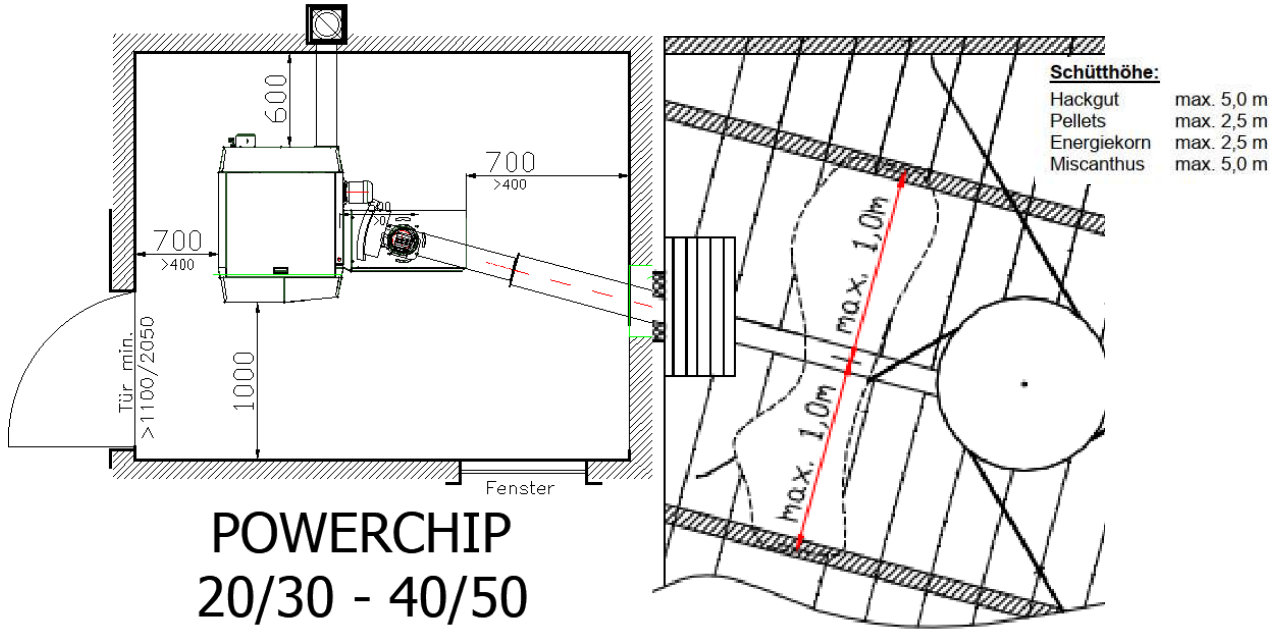 600
700
>400
700
>400
1000
Tür min.
>1100/2050
Fenster
POWERCHIP
20/30 - 40/50
max. 1,0m
max. 1,0m
Schütthöhe:
Hackgut max. 5,0 m
Pellets max. 2,5 m
Energiekorn max. 2,5 m
Miscanthus max. 5,0 m